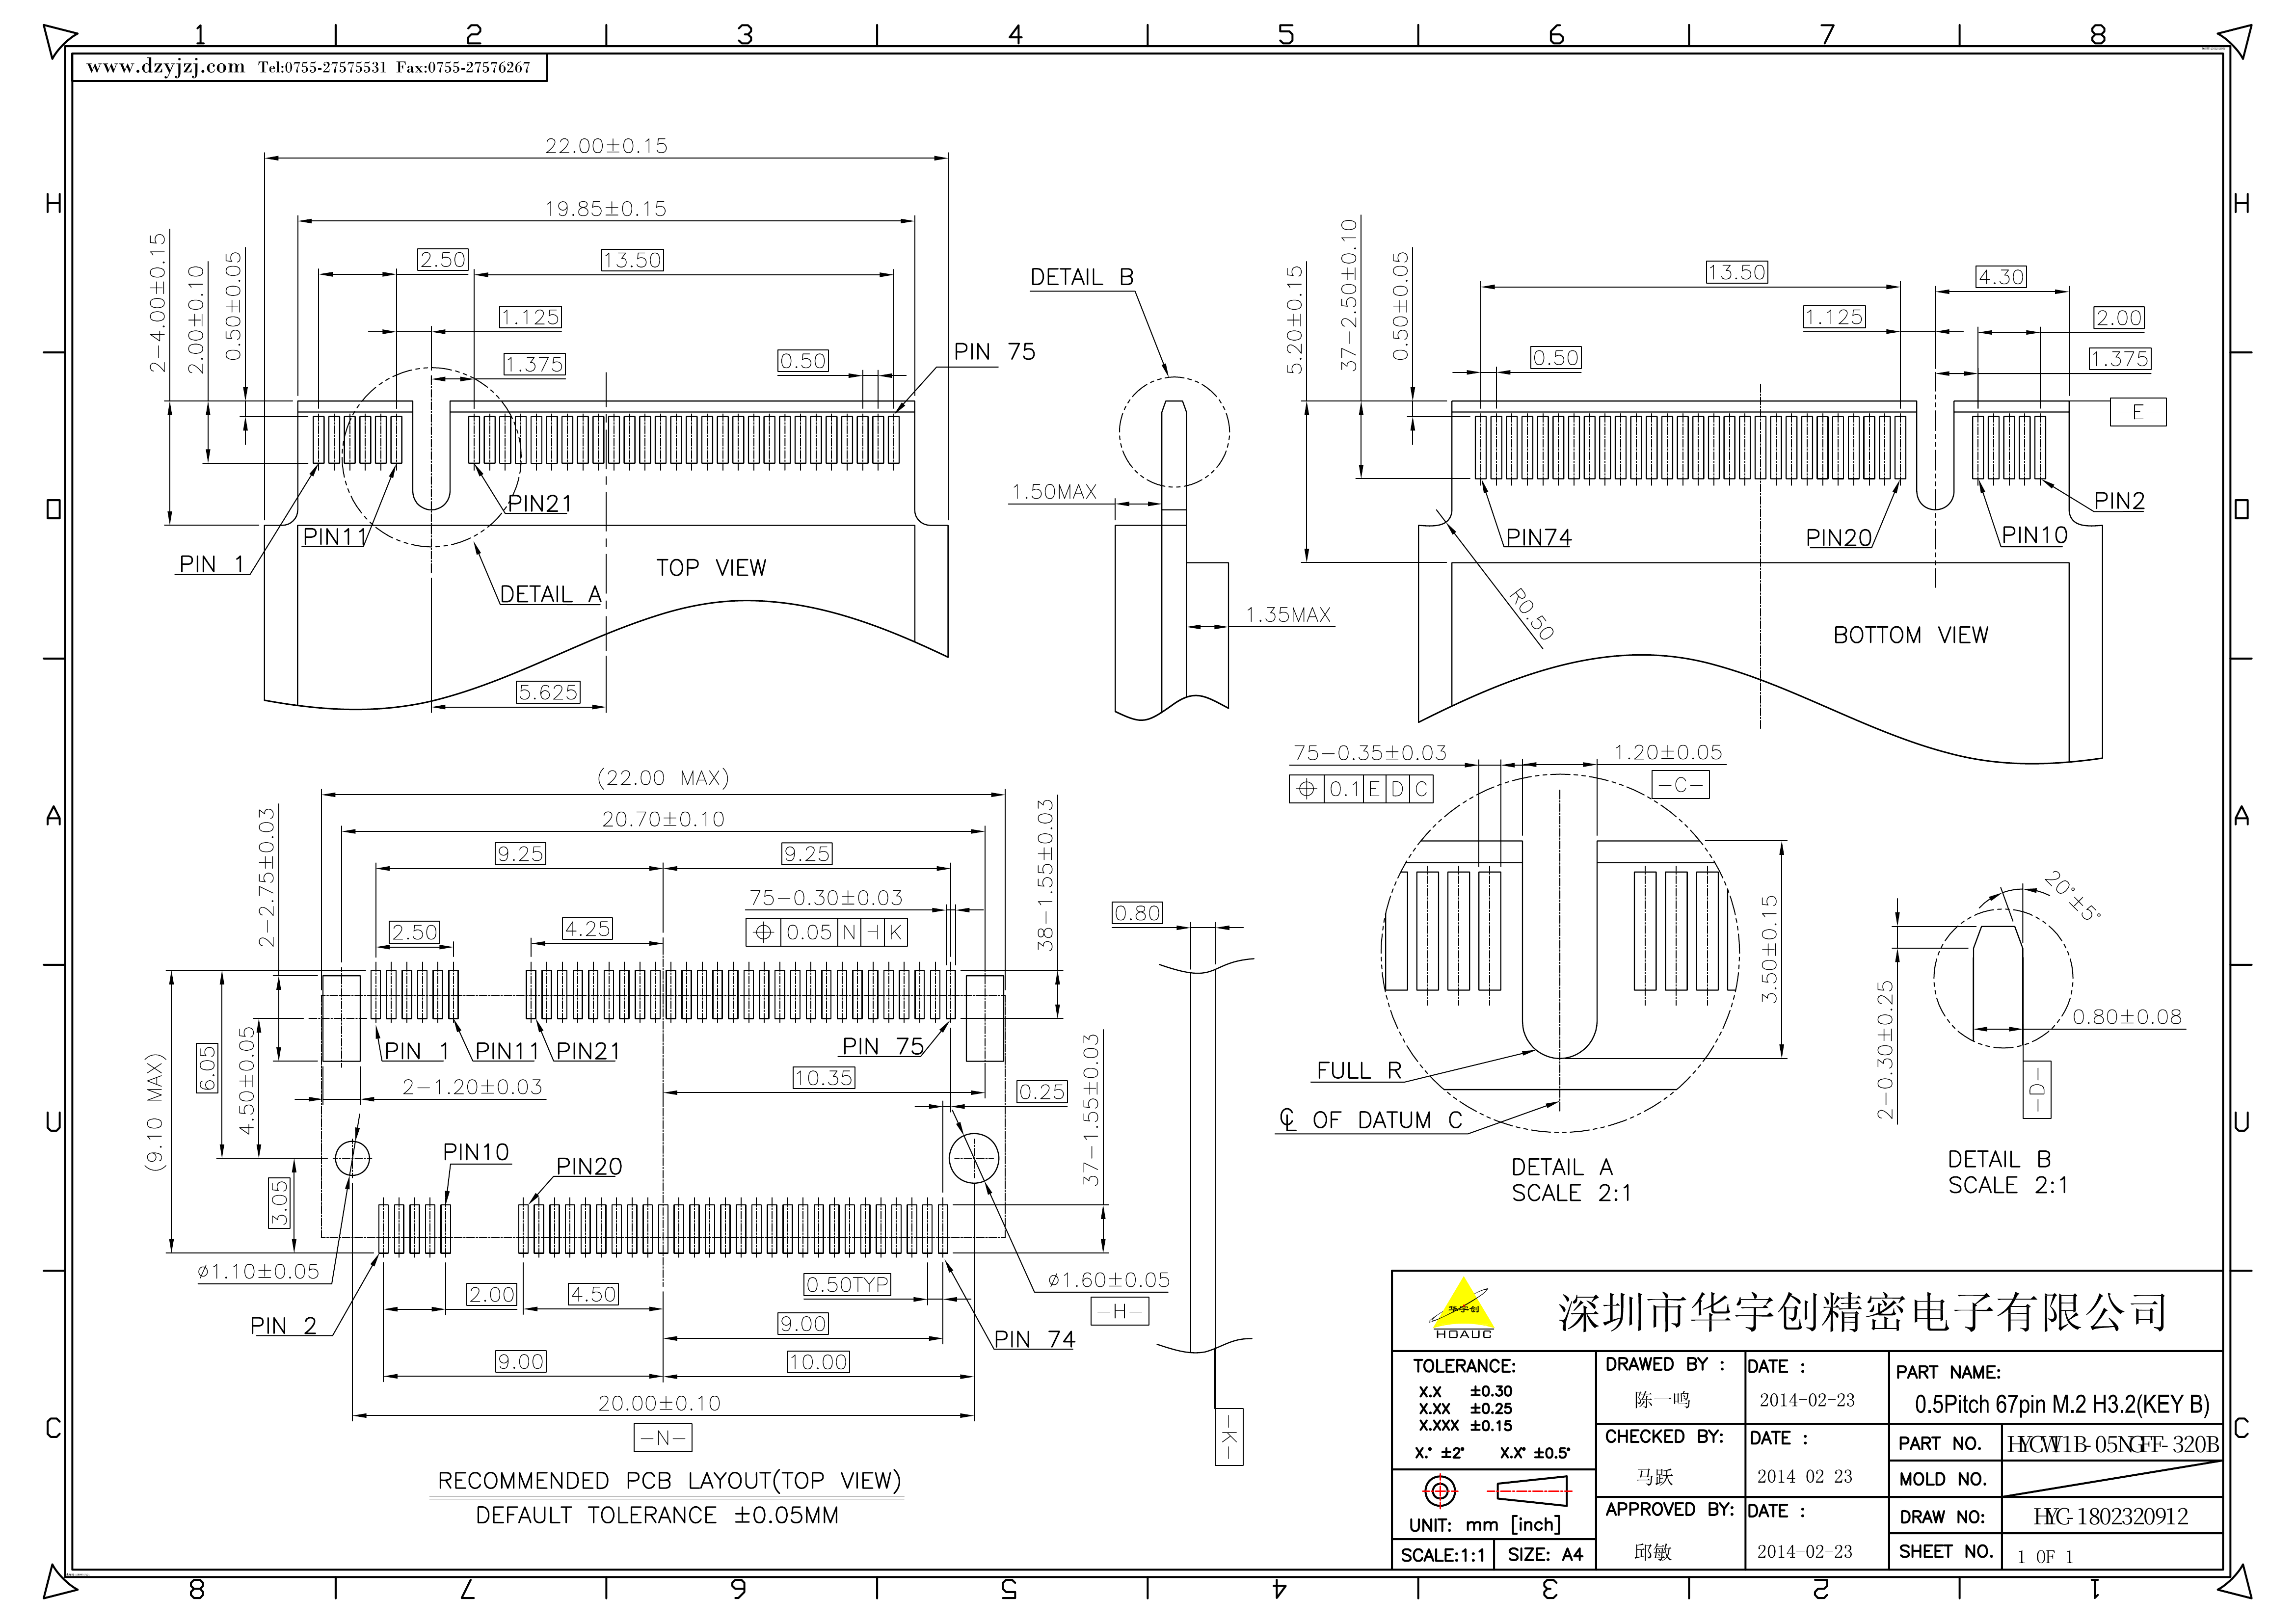 1 2 3 4 5 6 7 8
www.dzyjzj.com Tel:0755-27575531 Fax:0755-27576267
H
H
D
D
A
A
U
U
C
C
22.00±0.15
19.85±0.15
2.50
13.50
1.125
1.375
0.50
2-4.00±0.15
2.00±0.10
0.50±0.05
PIN 75
PIN21
PIN11
PIN 1
TOP VIEW
DETAIL A
5.625
DETAIL B
1.50MAX
1.35MAX
5.20±0.15
37-2.50±0.10
0.50±0.05
13.50
4.30
1.125
2.00
0.50
1.375
-E-
PIN2
PIN74
PIN20
PIN10
R0.50
BOTTOM VIEW
(22.00 MAX)
20.70±0.10
9.25
9.25
75-0.30±0.03
0.05 N H K
2.50
4.25
2-2.75±0.03
38-1.55±0.03
PIN 1
PIN11
PIN21
PIN 75
(9.10 MAX)
6.05
4.50±0.05
3.05
2-1.20±0.03
10.35
0.25
37-1.55±0.03
PIN10
PIN20
ø1.10±0.05
PIN 2
2.00
4.50
0.50TYP
ø1.60±0.05
-H-
9.00
PIN 74
9.00
10.00
20.00±0.10
-N-
RECOMMENDED PCB LAYOUT(TOP VIEW)
DEFAULT TOLERANCE ±0.05MM
0.80
-K-
75-0.35±0.03
0.1 E D C
1.20±0.05
-C-
3.50±0.15
FULL R
℄ OF DATUM C
DETAIL A
SCALE 2:1
20°±5°
2-0.30±0.25
0.80±0.08
-D-
DETAIL B
SCALE 2:1
华宇创
HOAUC
深圳市华宇创精密电子有限公司
TOLERANCE:
X.X ±0.30
X.XX ±0.25
X.XXX ±0.15
X.° ±2° X.X° ±0.5°
UNIT: mm [inch]
SCALE:1:1 SIZE: A4
DRAWED BY : DATE :
陈一鸣 2014-02-23
CHECKED BY: DATE :
马跃 2014-02-23
APPROVED BY: DATE :
邱敏 2014-02-23
PART NAME:
0.5Pitch 67pin M.2 H3.2(KEY B)
PART NO. HYCW11B-05NGFF-320B
MOLD NO.
DRAW NO: HYG-1802320912
SHEET NO. 1 OF 1
8 7 6 5 4 3 2 1